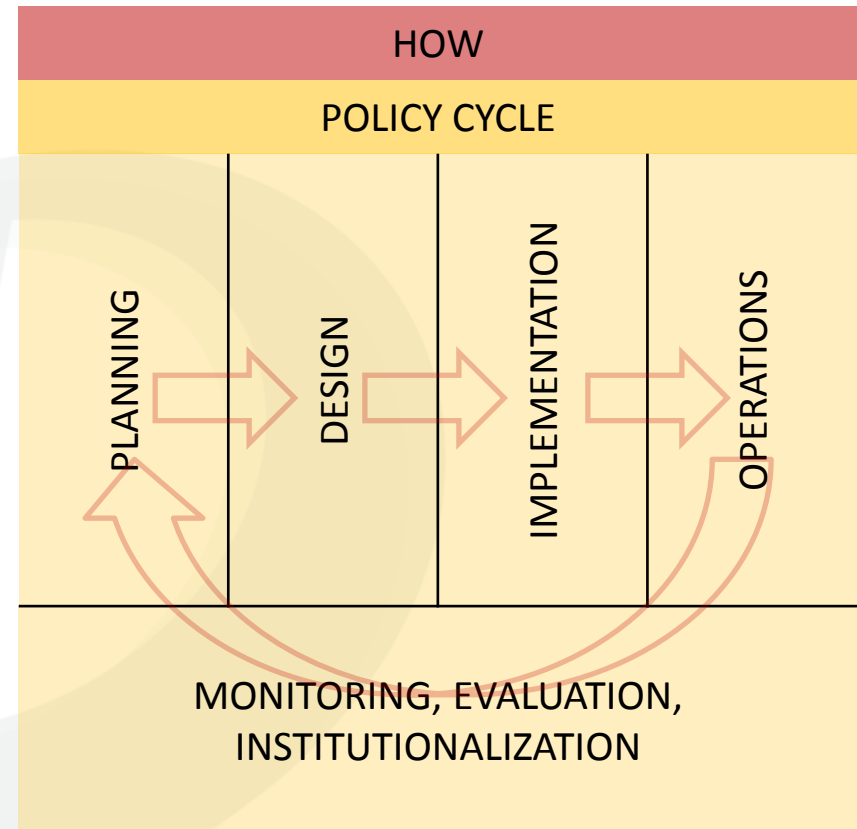 HOW
POLICY CYCLE
PLANNING
DESIGN
IMPLEMENTATION
OPERATIONS
MONITORING, EVALUATION,
INSTITUTIONALIZATION